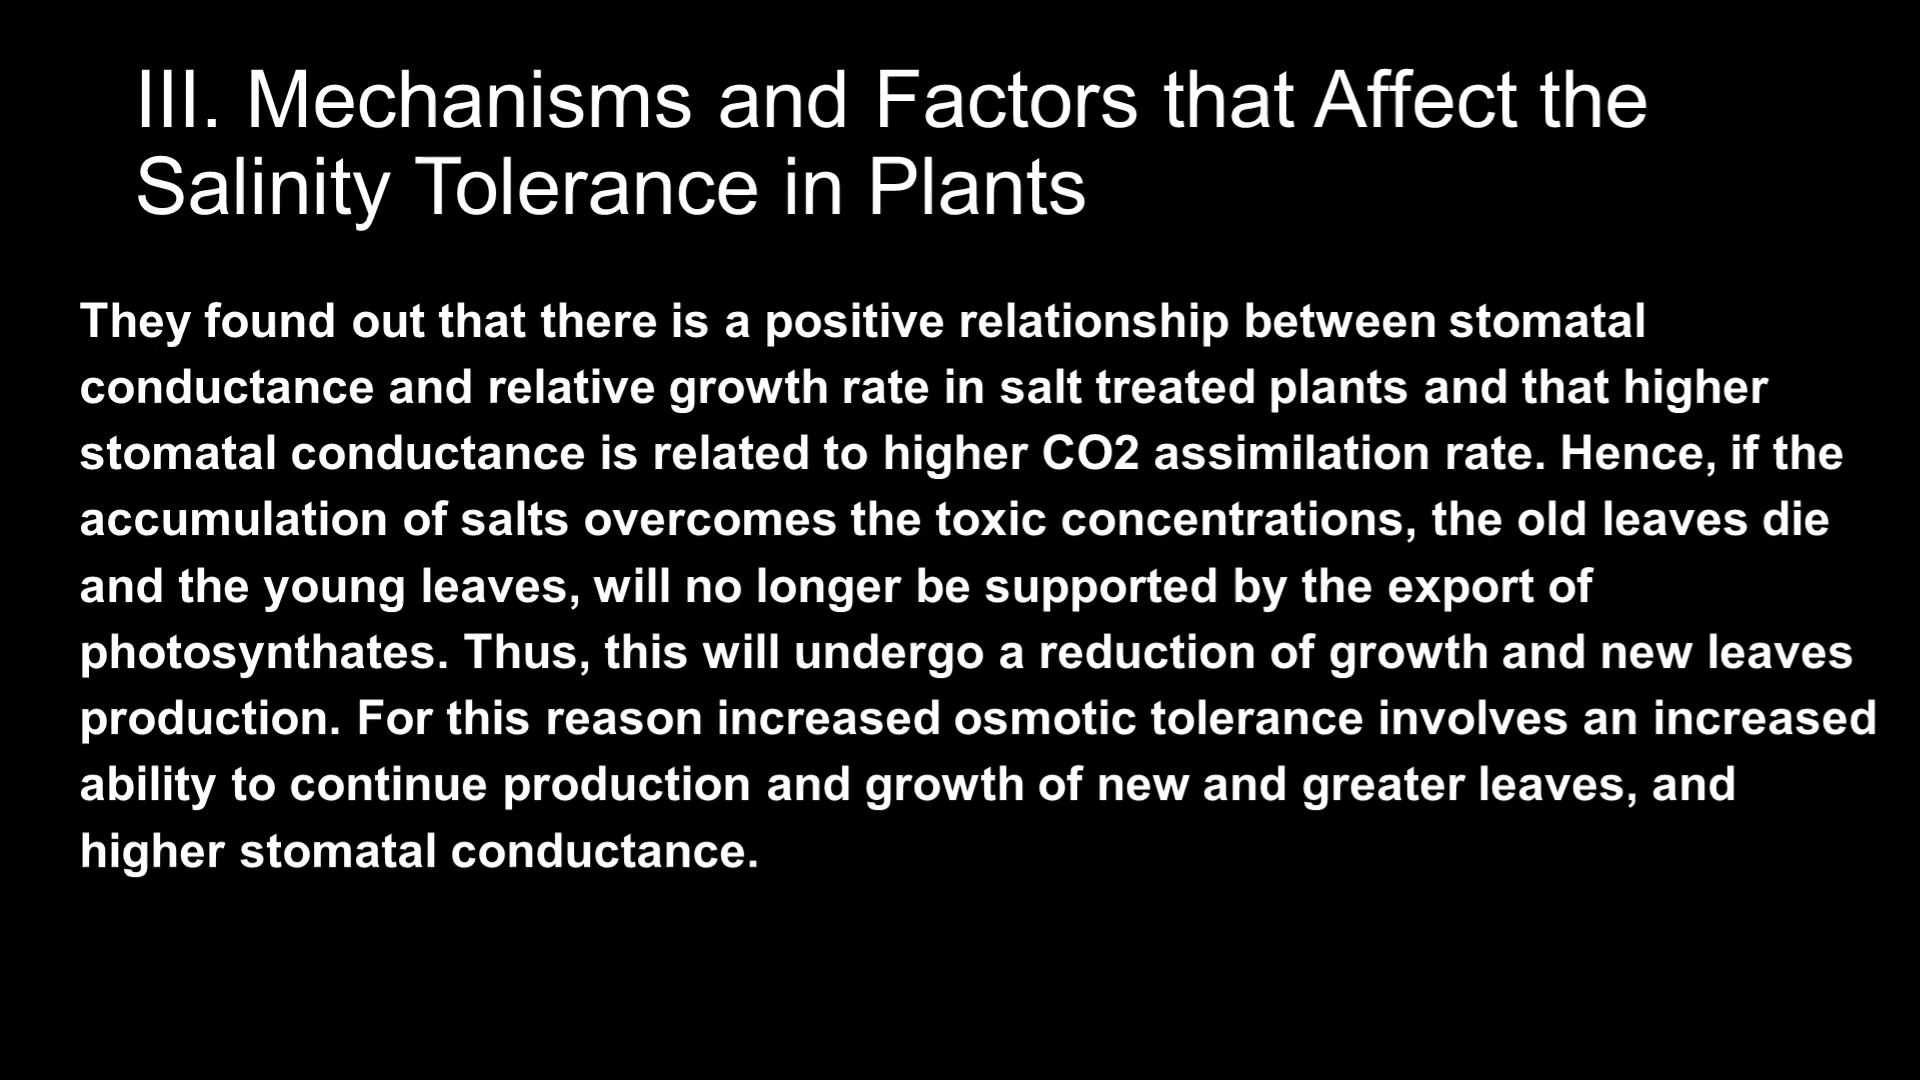 III. Mechanisms and Factors that Affect the
Salinity Tolerance in Plants
They found out that there is a positive relationship between stomatal
conductance and relative growth rate in salt treated plants and that higher
stomatal conductance is related to higher CO2 assimilation rate. Hence, if the
accumulation of salts overcomes the toxic concentrations, the old leaves die
and the young leaves, will no longer be supported by the export of
photosynthates. Thus, this will undergo a reduction of growth and new leaves
production. For this reason increased osmotic tolerance involves an increased
ability to continue production and growth of new and greater leaves, and
higher stomatal conductance.